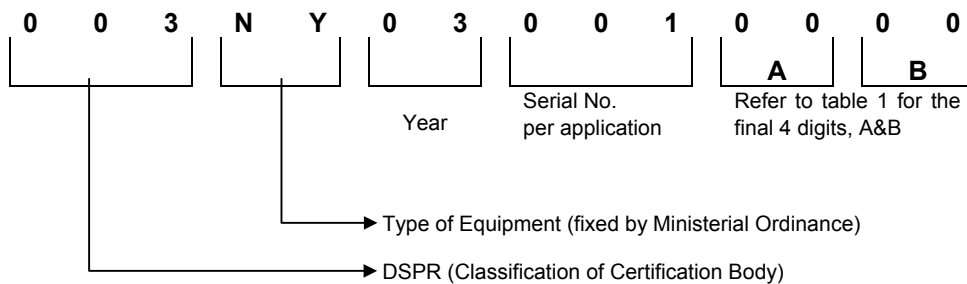 0 0 3 N Y 0 3 0 0 1 0 0 0 0
A B
Year
Serial No.
per application
Refer to table 1 for the
final 4 digits, A&B
Type of Equipment (fixed by Ministerial Ordinance)
DSPR (Classification of Certification Body)